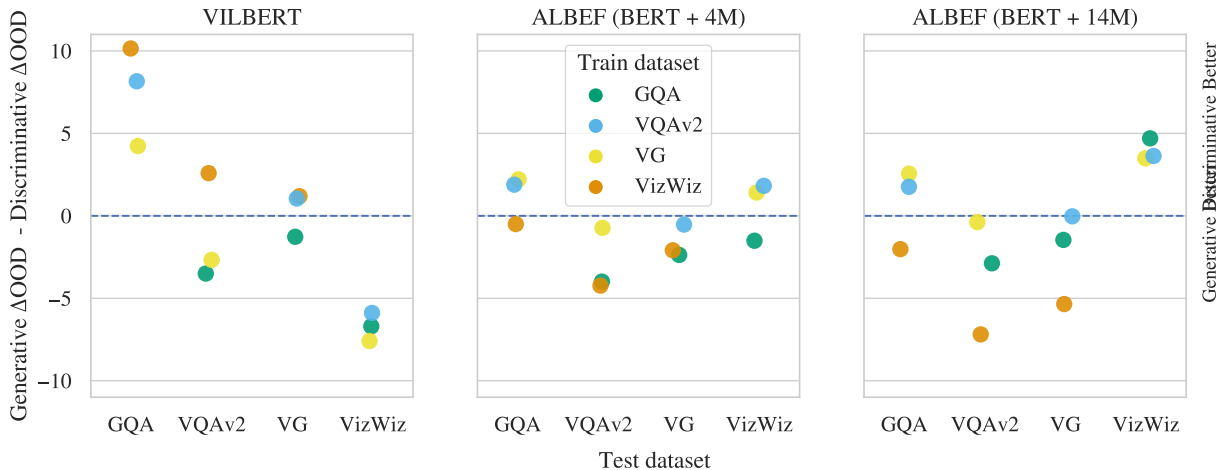 VILBERT
ALBEF (BERT + 4M)
ALBEF (BERT + 14M)
Generative ΔOOD - Discriminative ΔOOD
10
5
0
−5
−10
Train dataset
GQA
VQAv2
VG
VizWiz
GQA VQAv2 VG VizWiz
GQA VQAv2 VG VizWiz
GQA VQAv2 VG VizWiz
Test dataset
Discriminative Better
Generative Better